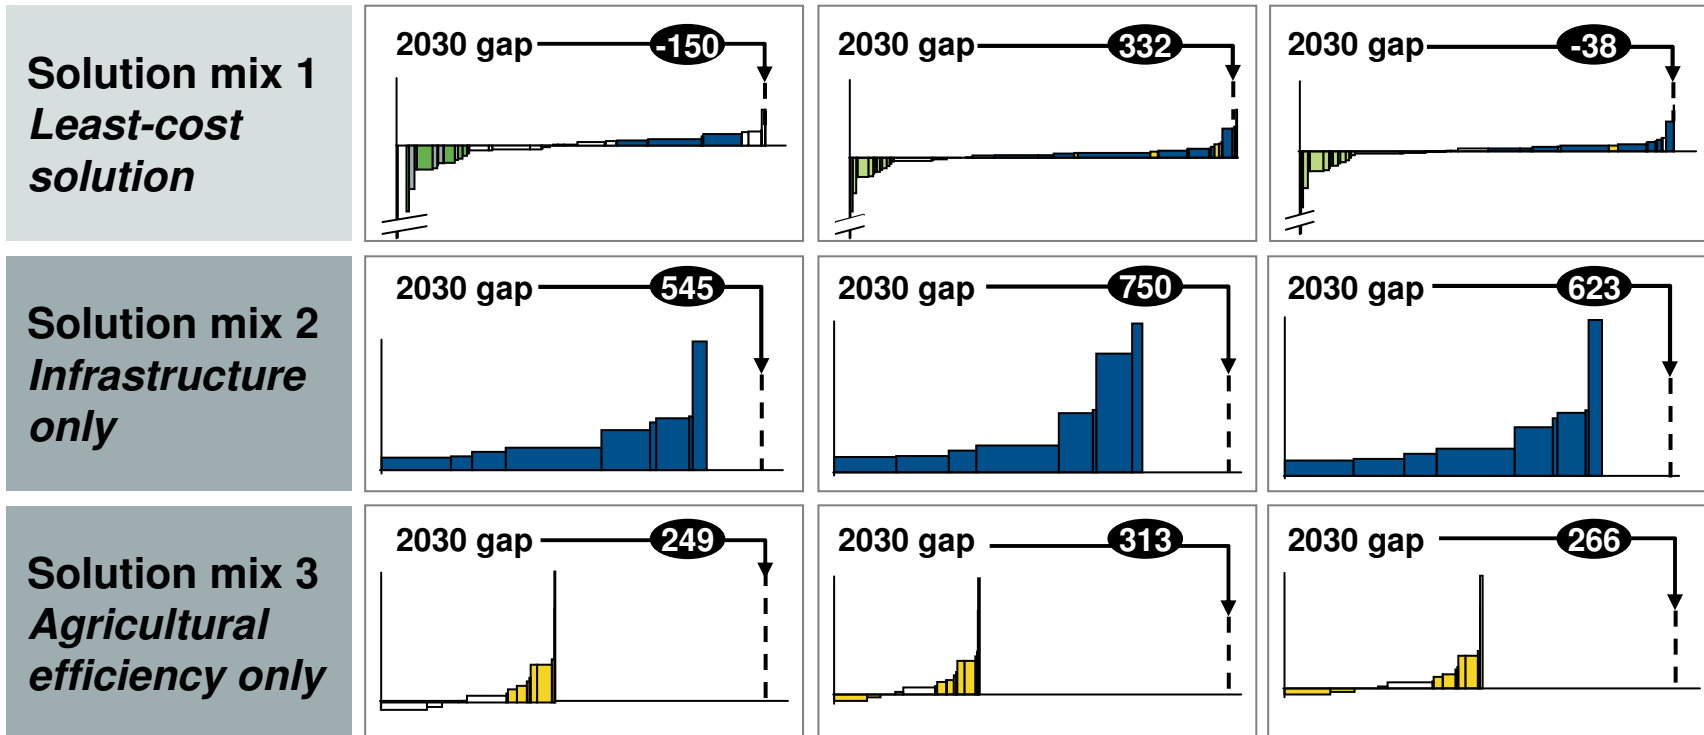 Solution mix 1
Least-cost
solution
2030 gap -150
2030 gap 332
2030 gap -38
Solution mix 2
Infrastructure
only
2030 gap 545
2030 gap 750
2030 gap 623
Solution mix 3
Agricultural
efficiency only
2030 gap 249
2030 gap 313
2030 gap 266